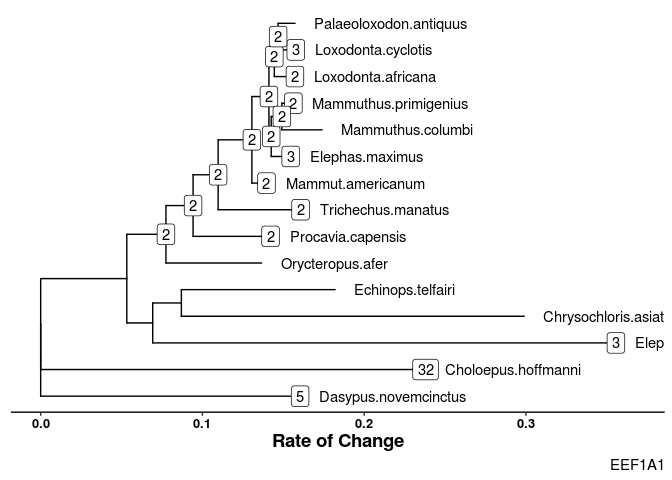 Palaeoloxodon.antiquus
2
3 Loxodonta.cyclotis
2
2 Loxodonta.africana
2
2 Mammuthus.primigenius
2
Mammuthus.columbi
2
2
3 Elephas.maximus
2
2 Mammut.americanum
2
2 Trichechus.manatus
2
2 Procavia.capensis
2
Orycteropus.afer
Echinops.telfairi
Chrysochloris.asiat
3 Elep
32 Choloepus.hoffmanni
5 Dasypus.novemcinctus
0.0 0.1 0.2 0.3
Rate of Change
EEF1A1